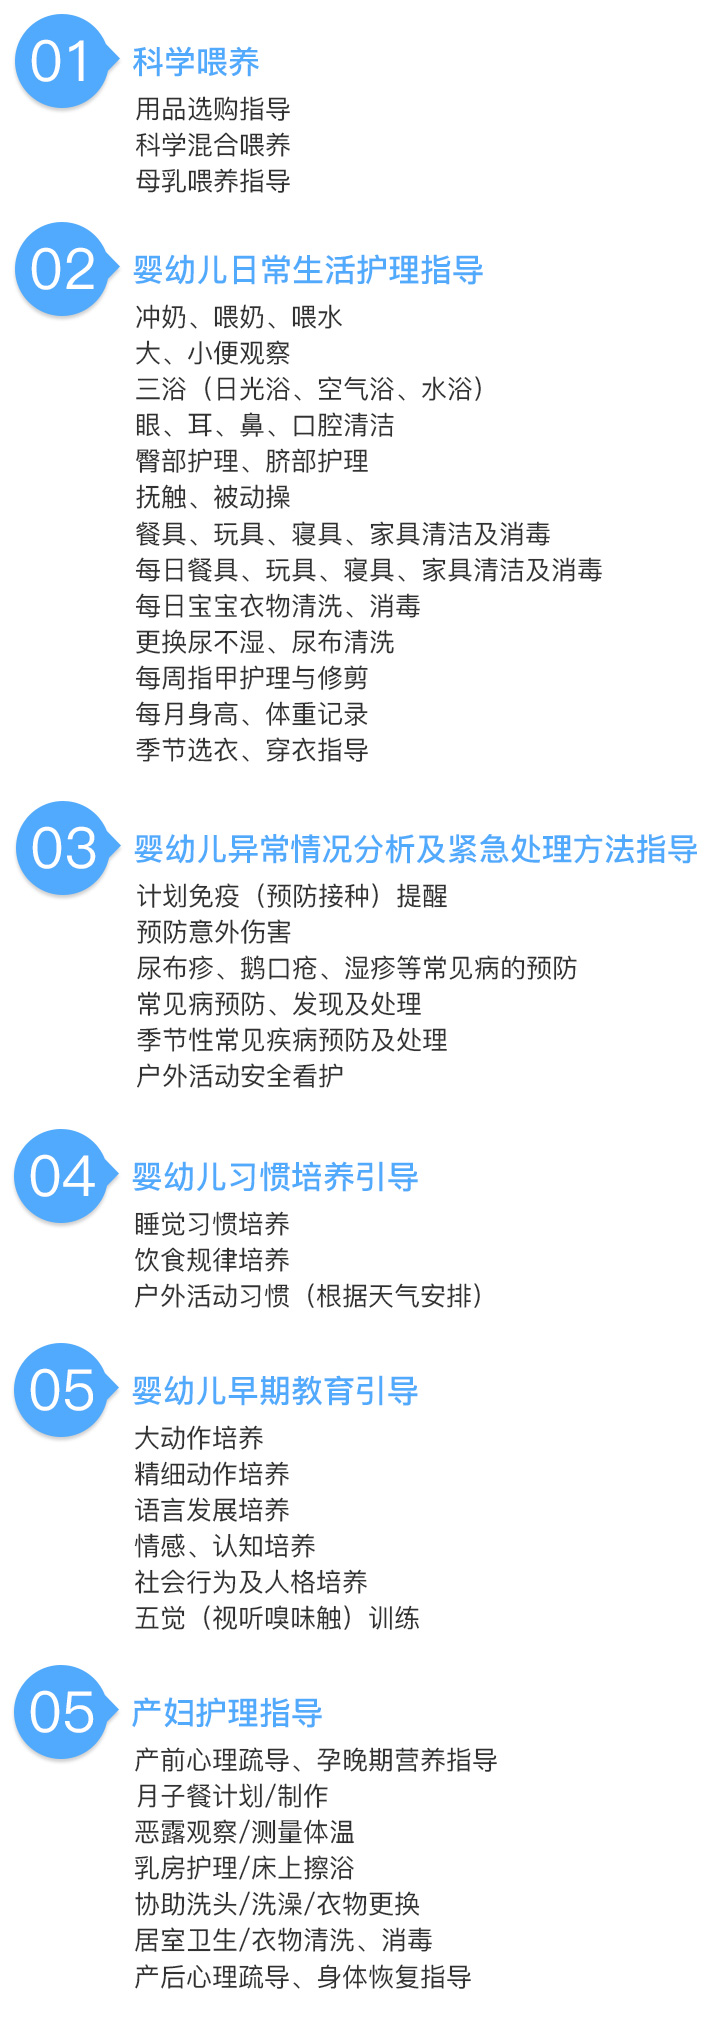 01
科学喂养
用品选购指导
科学混合喂养
母乳喂养指导
02
婴幼儿日常生活护理指导
冲奶、喂奶、喂水
大、小便观察
三浴（日光浴、空气浴、水浴）
眼、耳、鼻、口腔清洁
臀部护理、脐部护理
抚触、被动操
餐具、玩具、寝具、家具清洁及消毒
每日餐具、玩具、寝具、家具清洁及消毒
每日宝宝衣物清洗、消毒
更换尿不湿、尿布清洗
每周指甲护理与修剪
每月身高、体重记录
季节选衣、穿衣指导
03
婴幼儿异常情况分析及紧急处理方法指导
计划免疫（预防接种）提醒
预防意外伤害
尿布疹、鹅口疮、湿疹等常见病的预防
常见病预防、发现及处理
季节性常见疾病预防及处理
户外活动安全看护
04
婴幼儿习惯培养引导
睡觉习惯培养
饮食规律培养
户外活动习惯（根据天气安排）
05
婴幼儿早期教育引导
大动作培养
精细动作培养
语言发展培养
情感、认知培养
社会行为及人格培养
五觉（视听嗅味触）训练
05
产妇护理指导
产前心理疏导、孕晚期营养指导
月子餐计划/制作
恶露观察/测量体温
乳房护理/床上擦浴
协助洗头/洗澡/衣物更换
居室卫生/衣物清洗、消毒
产后心理疏导、身体恢复指导